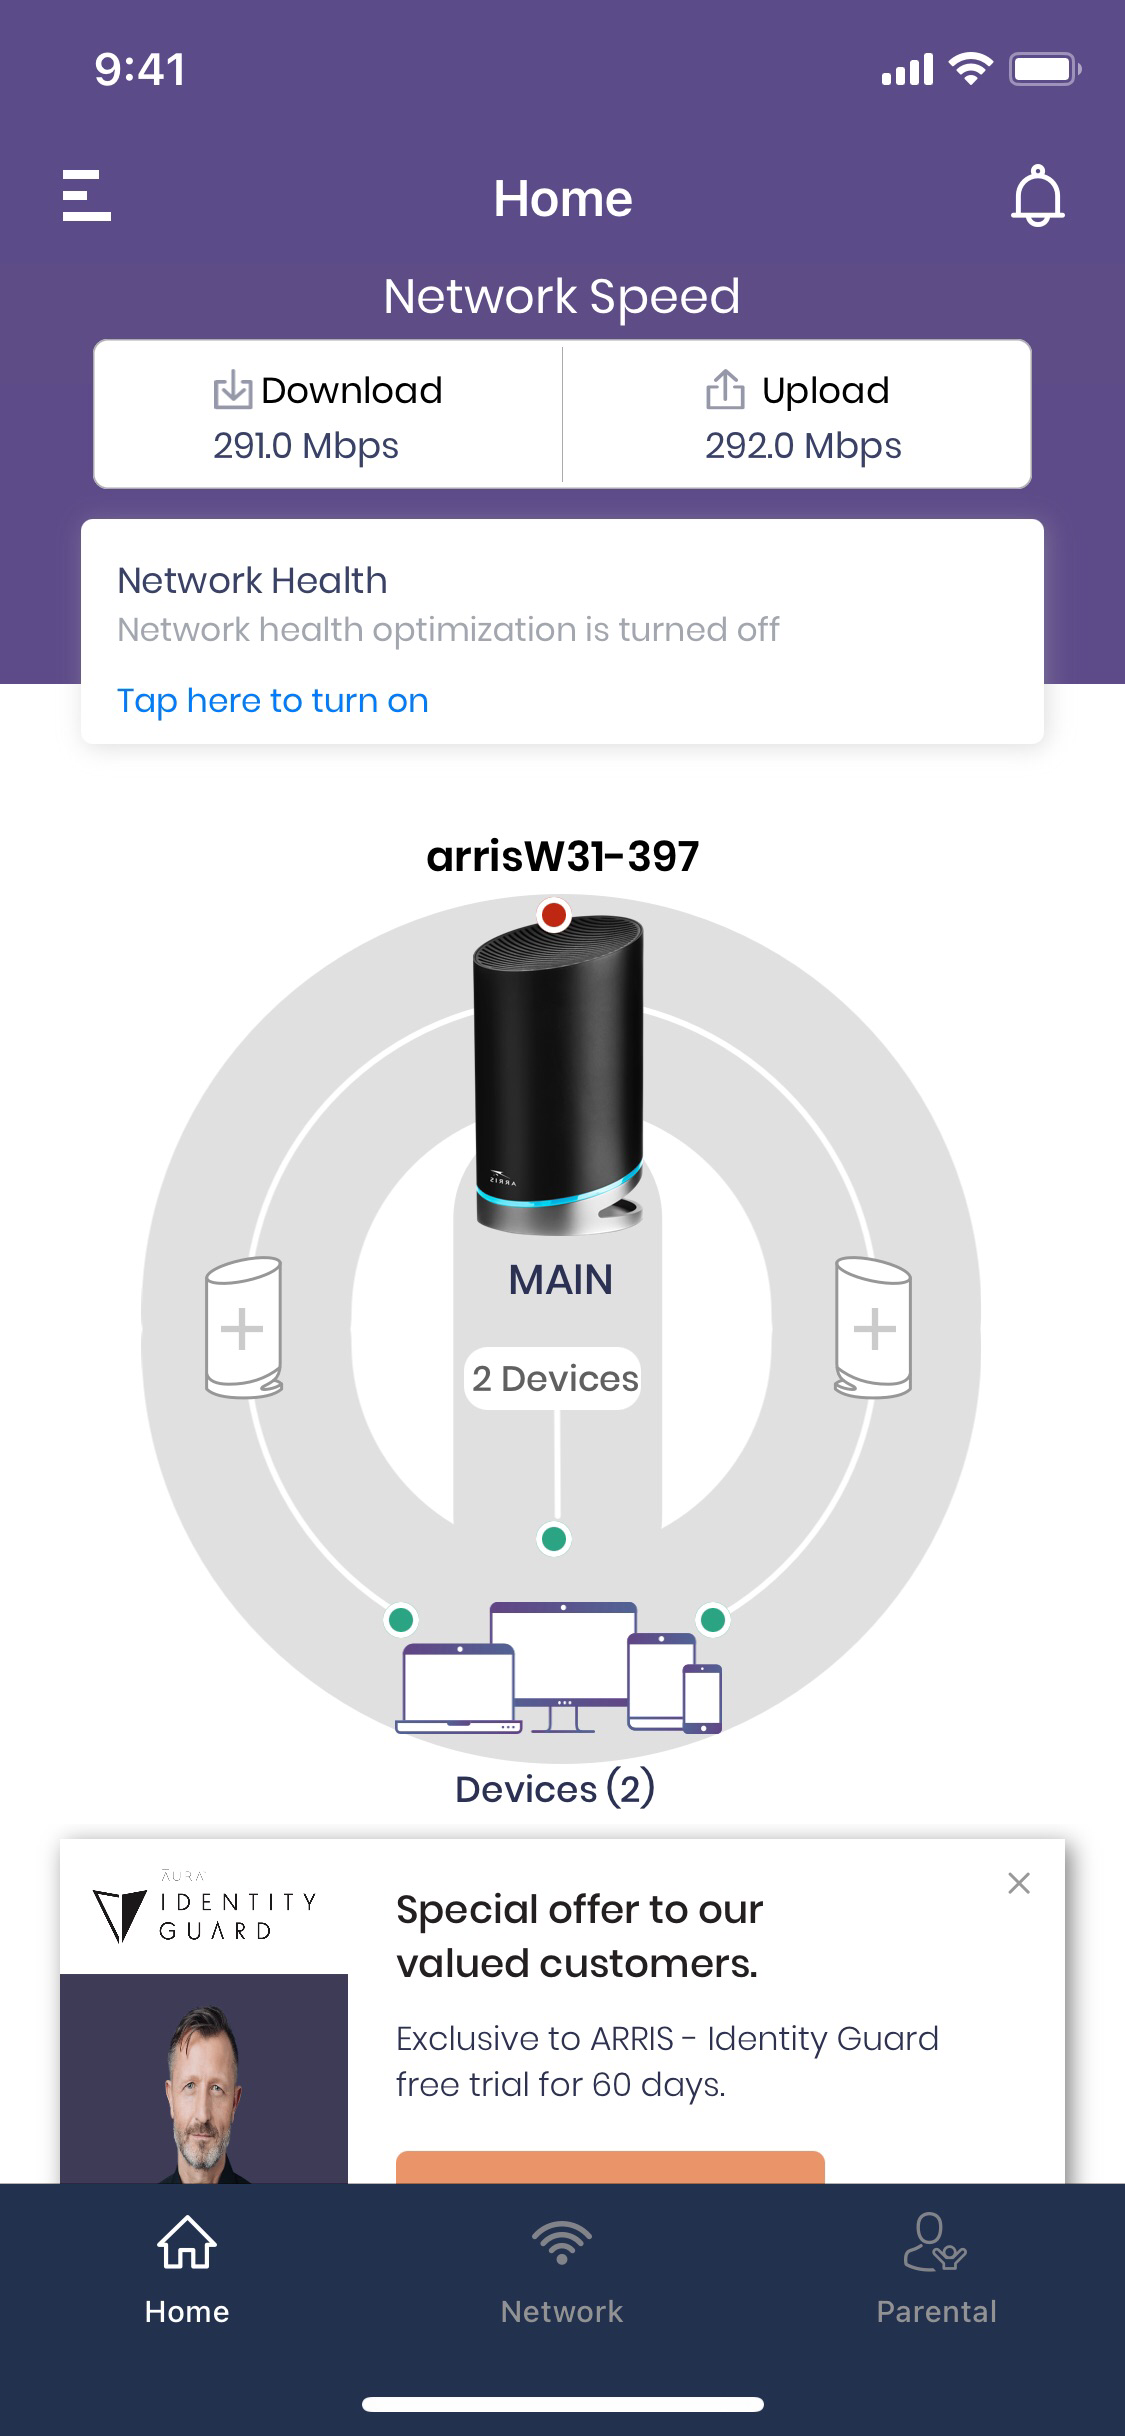 9:41
Home
Network Speed
Download
291.0 Mbps
Upload
292.0 Mbps
Network Health
Network health optimization is turned off
Tap here to turn on
arrisW31-397
ARRIS
MAIN
2 Devices
Devices (2)
AURA
IDENTITY
GUARD
Special offer to our
valued customers.
Exclusive to ARRIS - Identity Guard
free trial for 60 days.
Home
Network
Parental